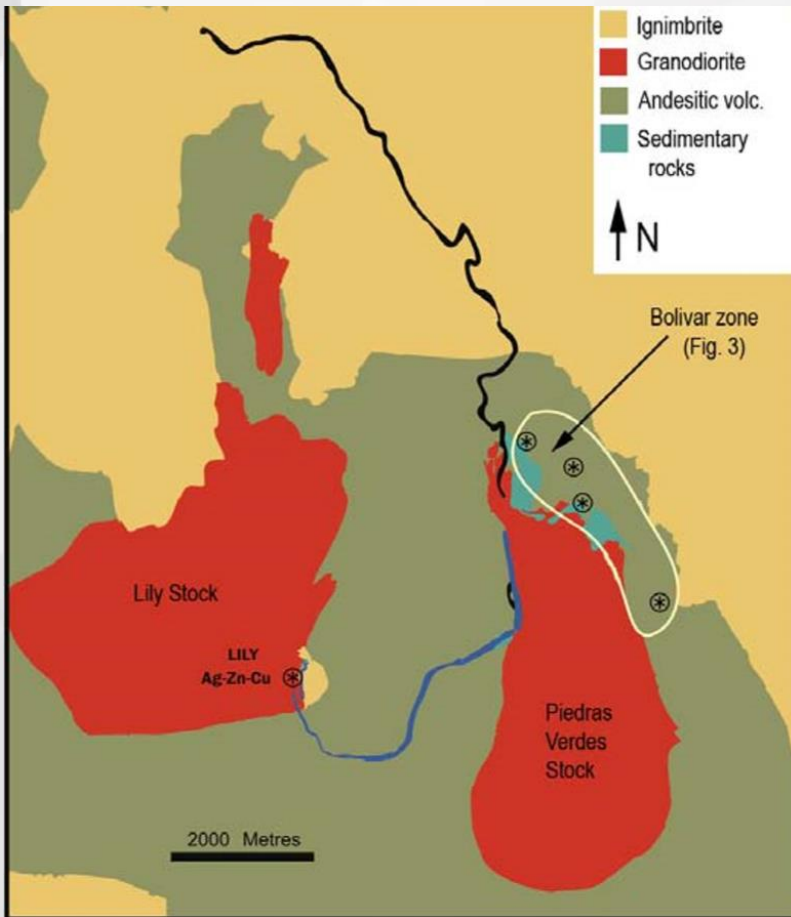 Ignimbrite
Granodiorite
Andesitic volc.
Sedimentary
rocks
N
Bolivar zone
(Fig. 3)
Lily Stock
LILY
Ag-Zn-Cu
Piedras
Verdes
Stock
2000 Metres